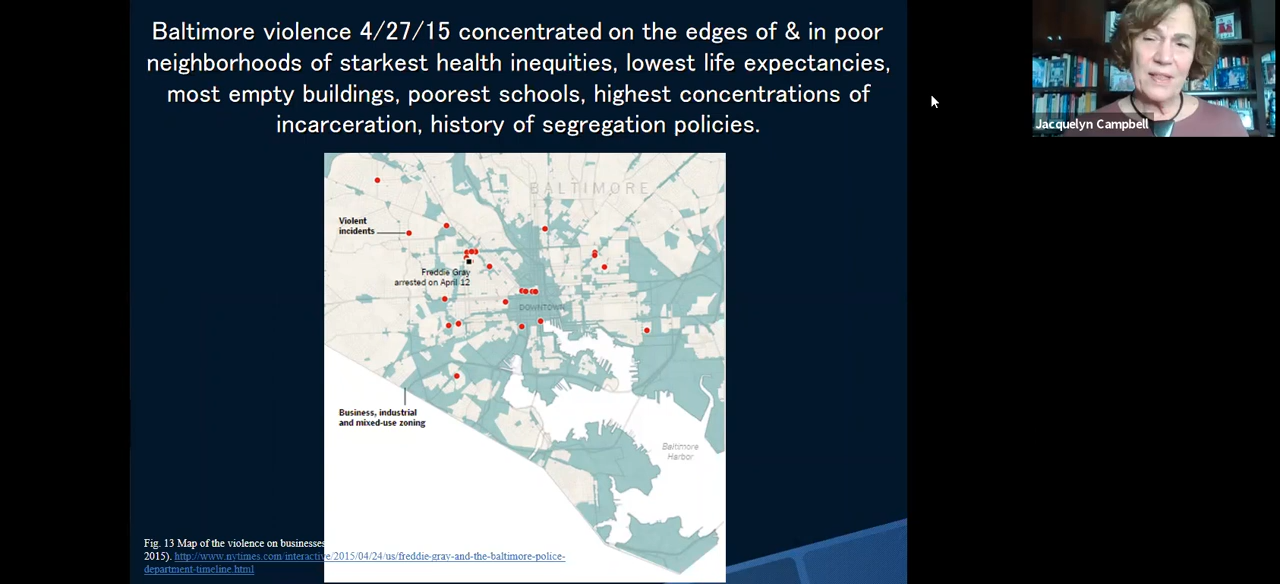 Baltimore violence 4/27/15 concentrated on the edges of & in poor
neighborhoods of starkest health inequities, lowest life expectancies,
most empty buildings, poorest schools, highest concentrations of
incarceration, history of segregation policies.
Jacquelyn Campbell
BALTIMORE
Violent
incidents
Freddie Gray
arrested on April 12
DOWNTOWN
Business, industrial
and mixed-use zoning
Baltimore
Harbor
Fig. 13 Map of the violence on businesses
2015). http://www.nytimes.com/interactive/2015/04/24/us/freddie-gray-and-the-baltimore-police-
department-timeline.html